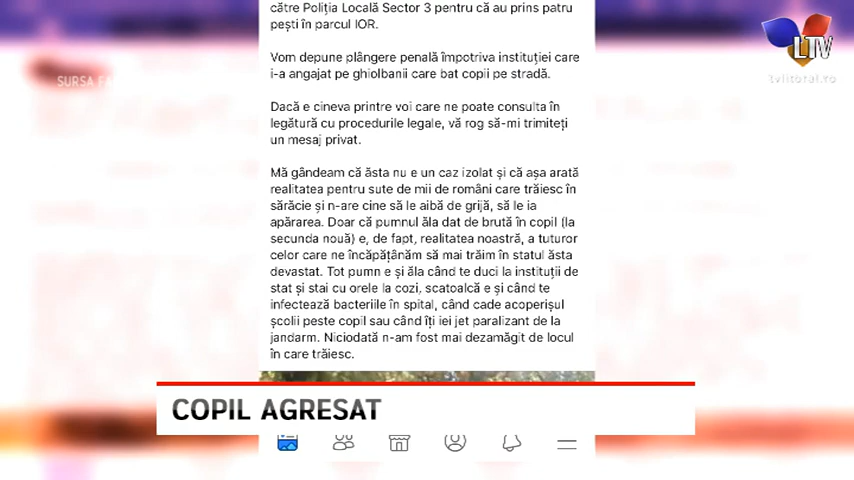 către Poliția Locală Sector 3 pentru că au prins patru
pești în parcul IOR.
Vom depune plângere penală împotriva instituției care
i-a angajat pe ghiolbanii care bat copii pe stradă.
Dacă e cineva printre voi care ne poate consulta în
legătură cu procedurile legale, vă rog să-mi trimiteți
un mesaj privat.
Mă gândeam că ăsta nu e un caz izolat și că așa arată
realitatea pentru sute de mii de români care trăiesc în
sărăcie și n-are cine să le aibă de grijă, să le ia
apărarea. Doar că pumnul ăla dat de brută în copil (la
secunda nouă) e, de fapt, realitatea noastră, a tuturor
celor care ne încăpățânăm să mai trăim în statul ăsta
devastat. Tot pumn e și ăla când te duci la instituții de
stat și stai cu orele la cozi, scatoalcă e și când te
infectează bacteriile în spital, când cade acoperișul
școlii peste copil sau când îți iei jet paralizant de la
jandarm. Niciodată n-am fost mai dezamăgit de locul
în care trăiesc.
LTV
tvlitoral.ro
SURSA
COPIL AGRESAT